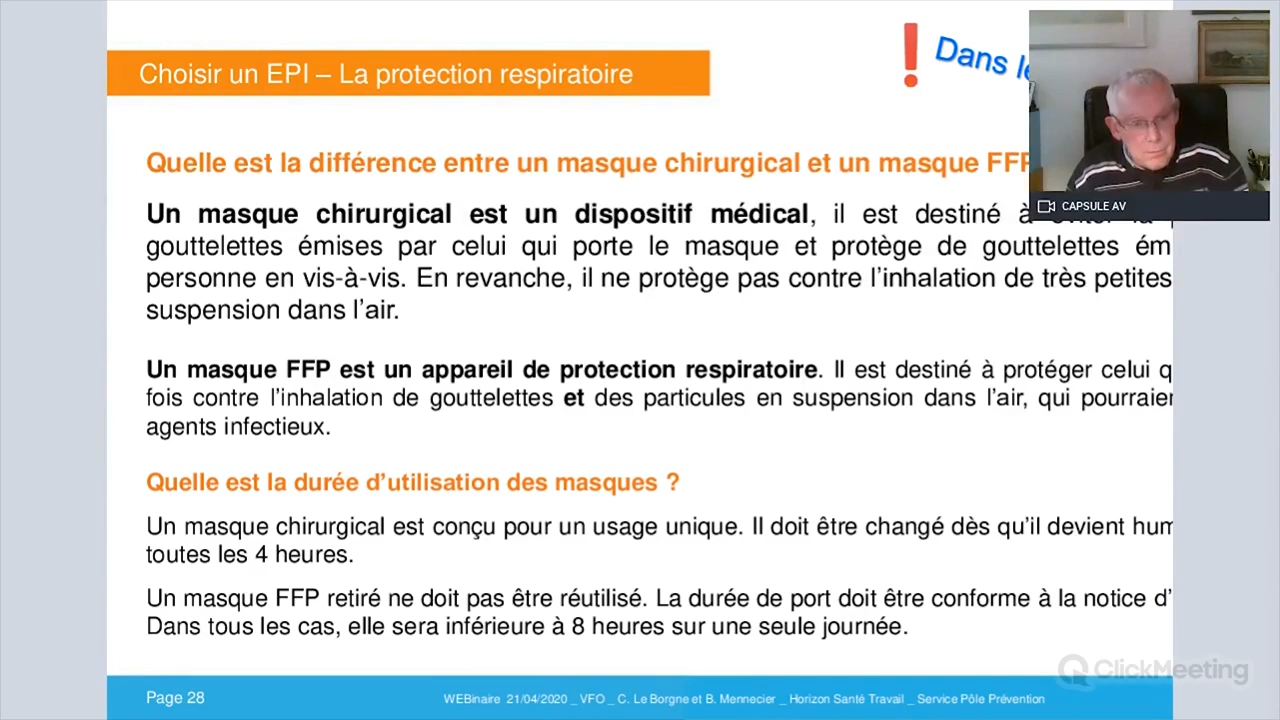 Choisir un EPI – La protection respiratoire
Dans
Quelle est la différence entre un masque chirurgical et un masque FFP
Un masque chirurgical est un dispositif médical, il est destiné à
gouttelettes émises par celui qui porte le masque et protège de gouttelettes ém
personne en vis-à-vis. En revanche, il ne protège pas contre l'inhalation de très petites
suspension dans l'air.
Un masque FFP est un appareil de protection respiratoire. Il est destiné à protéger celui q
fois contre l'inhalation de gouttelettes et des particules en suspension dans l'air, qui pourraien
agents infectieux.
Quelle est la durée d'utilisation des masques ?
Un masque chirurgical est conçu pour un usage unique. Il doit être changé dès qu'il devient hum
toutes les 4 heures.
Un masque FFP retiré ne doit pas être réutilisé. La durée de port doit être conforme à la notice d'
Dans tous les cas, elle sera inférieure à 8 heures sur une seule journée.
Page 28
WEBinaire 21/04/2020 _ VFO _ C. Le Borgne et B. Mennecier _ Horizon Santé Travail _ Service Pôle Prévention
CAPSULE AV
ClickMeeting